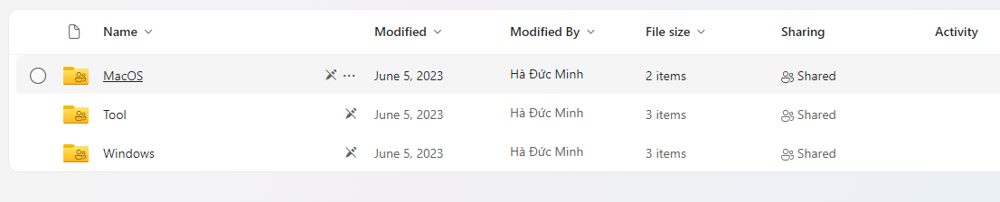 Name Modified Modified By File size Sharing Activity
MacOS June 5, 2023 Hà Đức Minh 2 items Shared
Tool June 5, 2023 Hà Đức Minh 3 items Shared
Windows June 5, 2023 Hà Đức Minh 3 items Shared